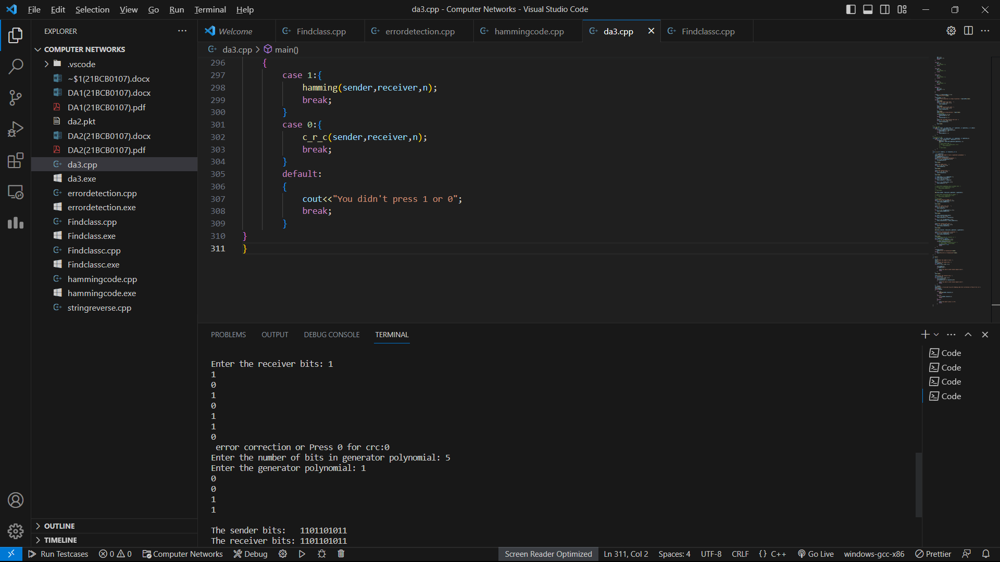 File Edit Selection View Go Run Terminal Help
da3.cpp - Computer Networks - Visual Studio Code
EXPLORER
COMPUTER NETWORKS
.vscode
~$1(21BCB0107).docx
DA1(21BCB0107).docx
DA1(21BCB0107).pdf
da2.pkt
DA2(21BCB0107).docx
DA2(21BCB0107).pdf
da3.cpp
da3.exe
errordetection.cpp
errordetection.exe
Findclass.cpp
Findclass.exe
Findclassc.cpp
Findclassc.exe
hammingcode.cpp
hammingcode.exe
stringreverse.cpp
OUTLINE
TIMELINE
Welcome Findclass.cpp errordetection.cpp hammingcode.cpp da3.cpp Findclassc.cpp
da3.cpp > main()
296 {
297 case 1:{
298 hamming(sender,receiver,n);
299 break;
300 }
301 case 0:{
302 c_r_c(sender,receiver,n);
303 break;
304 }
305 default:
306 {
307 cout<<"You didn't press 1 or 0";
308 break;
309 }
310 }
311 }
PROBLEMS OUTPUT DEBUG CONSOLE TERMINAL
Enter the receiver bits: 1
1
0
1
0
1
1
0
error correction or Press 0 for crc:0
Enter the number of bits in generator polynomial: 5
Enter the generator polynomial: 1
0
0
1
1
The sender bits: 1101101011
The receiver bits: 1101101011
Code
Code
Code
Code
Run Testcases 0 0 Computer Networks Debug Screen Reader Optimized Ln 311, Col 2 Spaces: 4 UTF-8 CRLF {} C++ Go Live windows-gcc-x86 Prettier